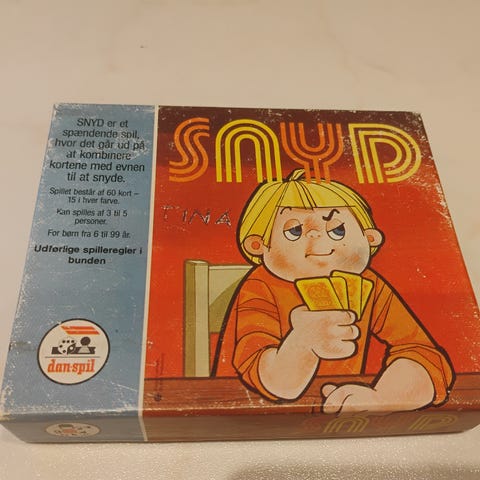 SNYD er et
spændende spil,
hvor det går ud på
at kombinere
kortene med evnen
til at snyde.
Spillet består af 60 kort –
15 i hver farve.
Kan spilles af 3 til 5
personer.
For børn fra 6 til 99 år.
Udførlige spilleregler i
bunden
dan-spil
SNYD
TINA
SNYD